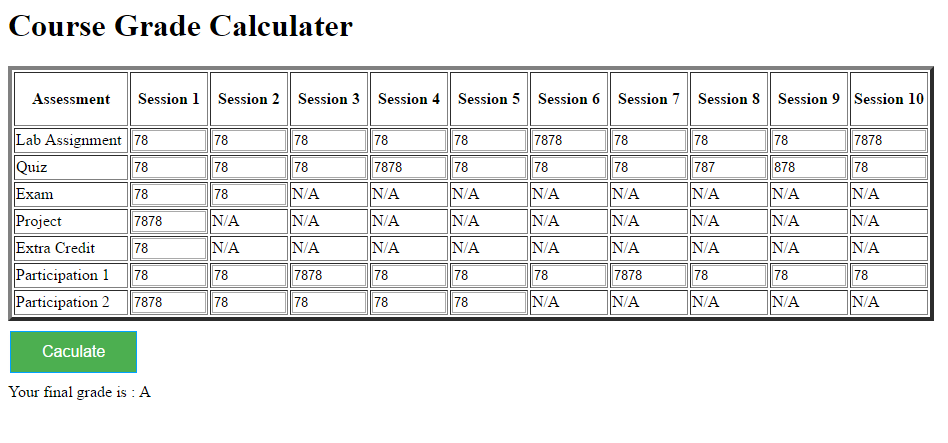 Course Grade Calculater
Assessment Session 1 Session 2 Session 3 Session 4 Session 5 Session 6 Session 7 Session 8 Session 9 Session 10
Lab Assignment 78 78 78 78 78 7878 78 78 78 7878
Quiz 78 78 78 7878 78 78 78 787 878 78
Exam 78 78 N/A N/A N/A N/A N/A N/A N/A N/A
Project 7878 N/A N/A N/A N/A N/A N/A N/A N/A N/A
Extra Credit 78 N/A N/A N/A N/A N/A N/A N/A N/A N/A
Participation 1 78 78 7878 78 78 78 7878 78 78 78
Participation 2 7878 78 78 78 78 N/A N/A N/A N/A N/A
Caculate
Your final grade is : A